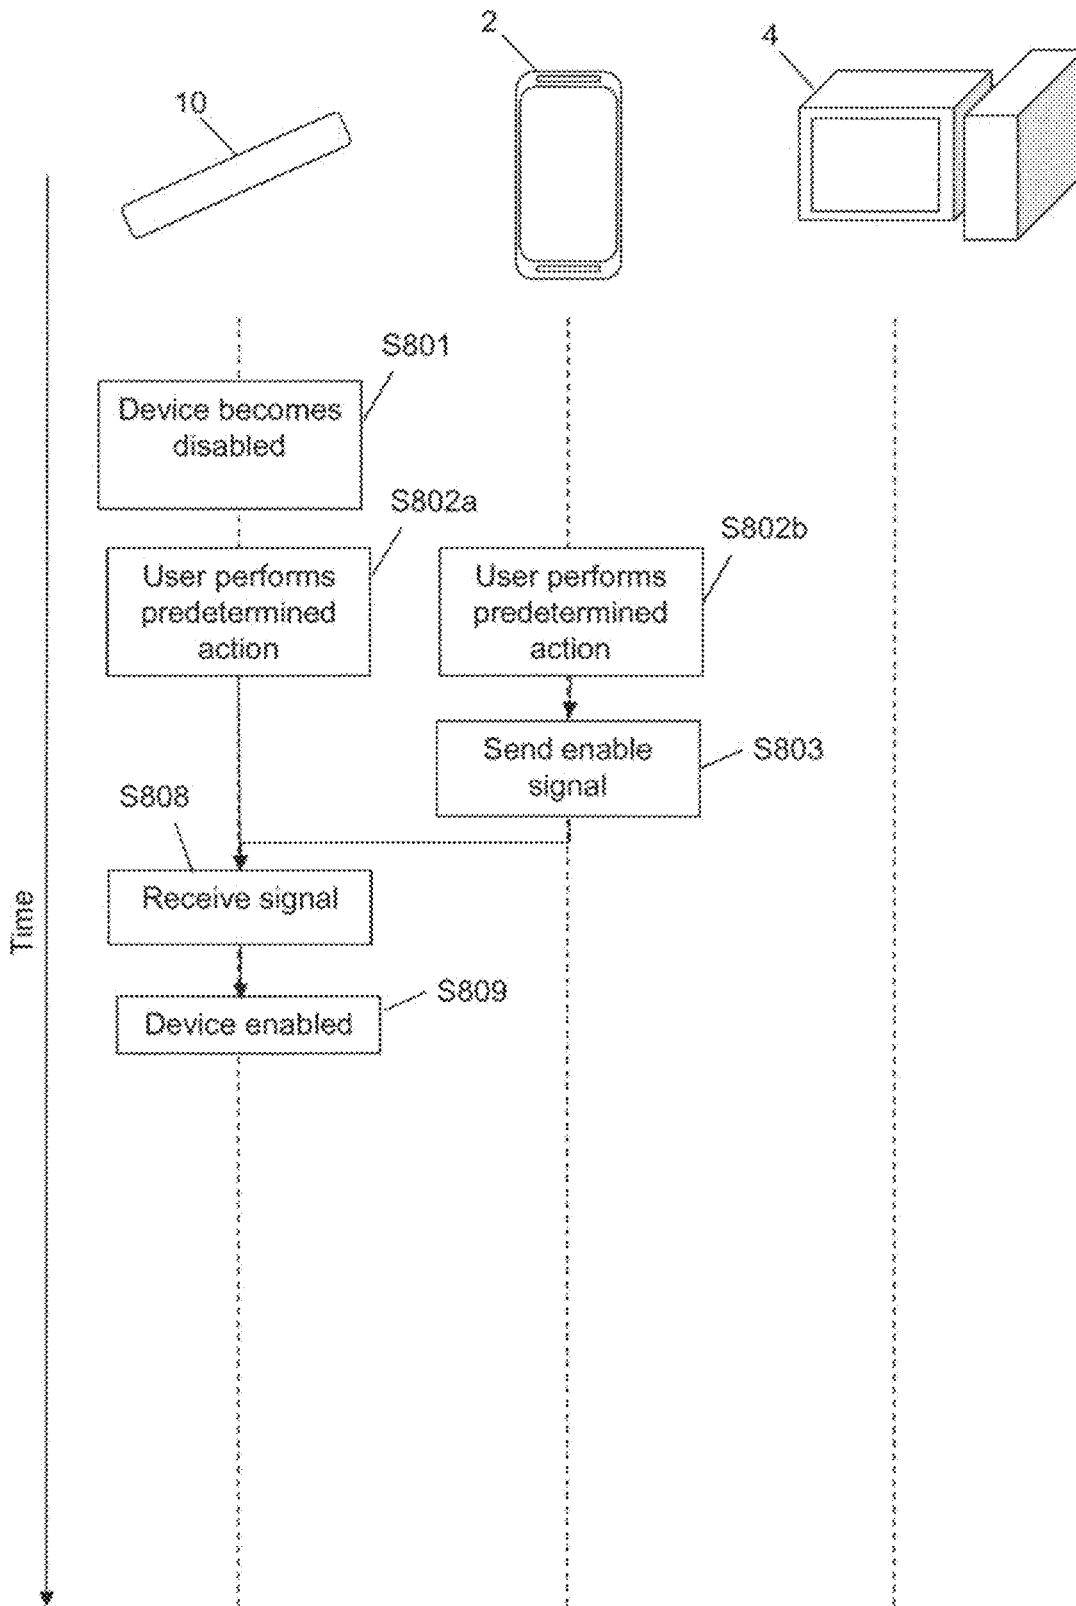 2
4
10
S801
Device becomes
disabled
S802a
S802b
User performs
predetermined
action
User performs
predetermined
action
Send enable
signal
S803
S808
Receive signal
Time
S809
Device enabled